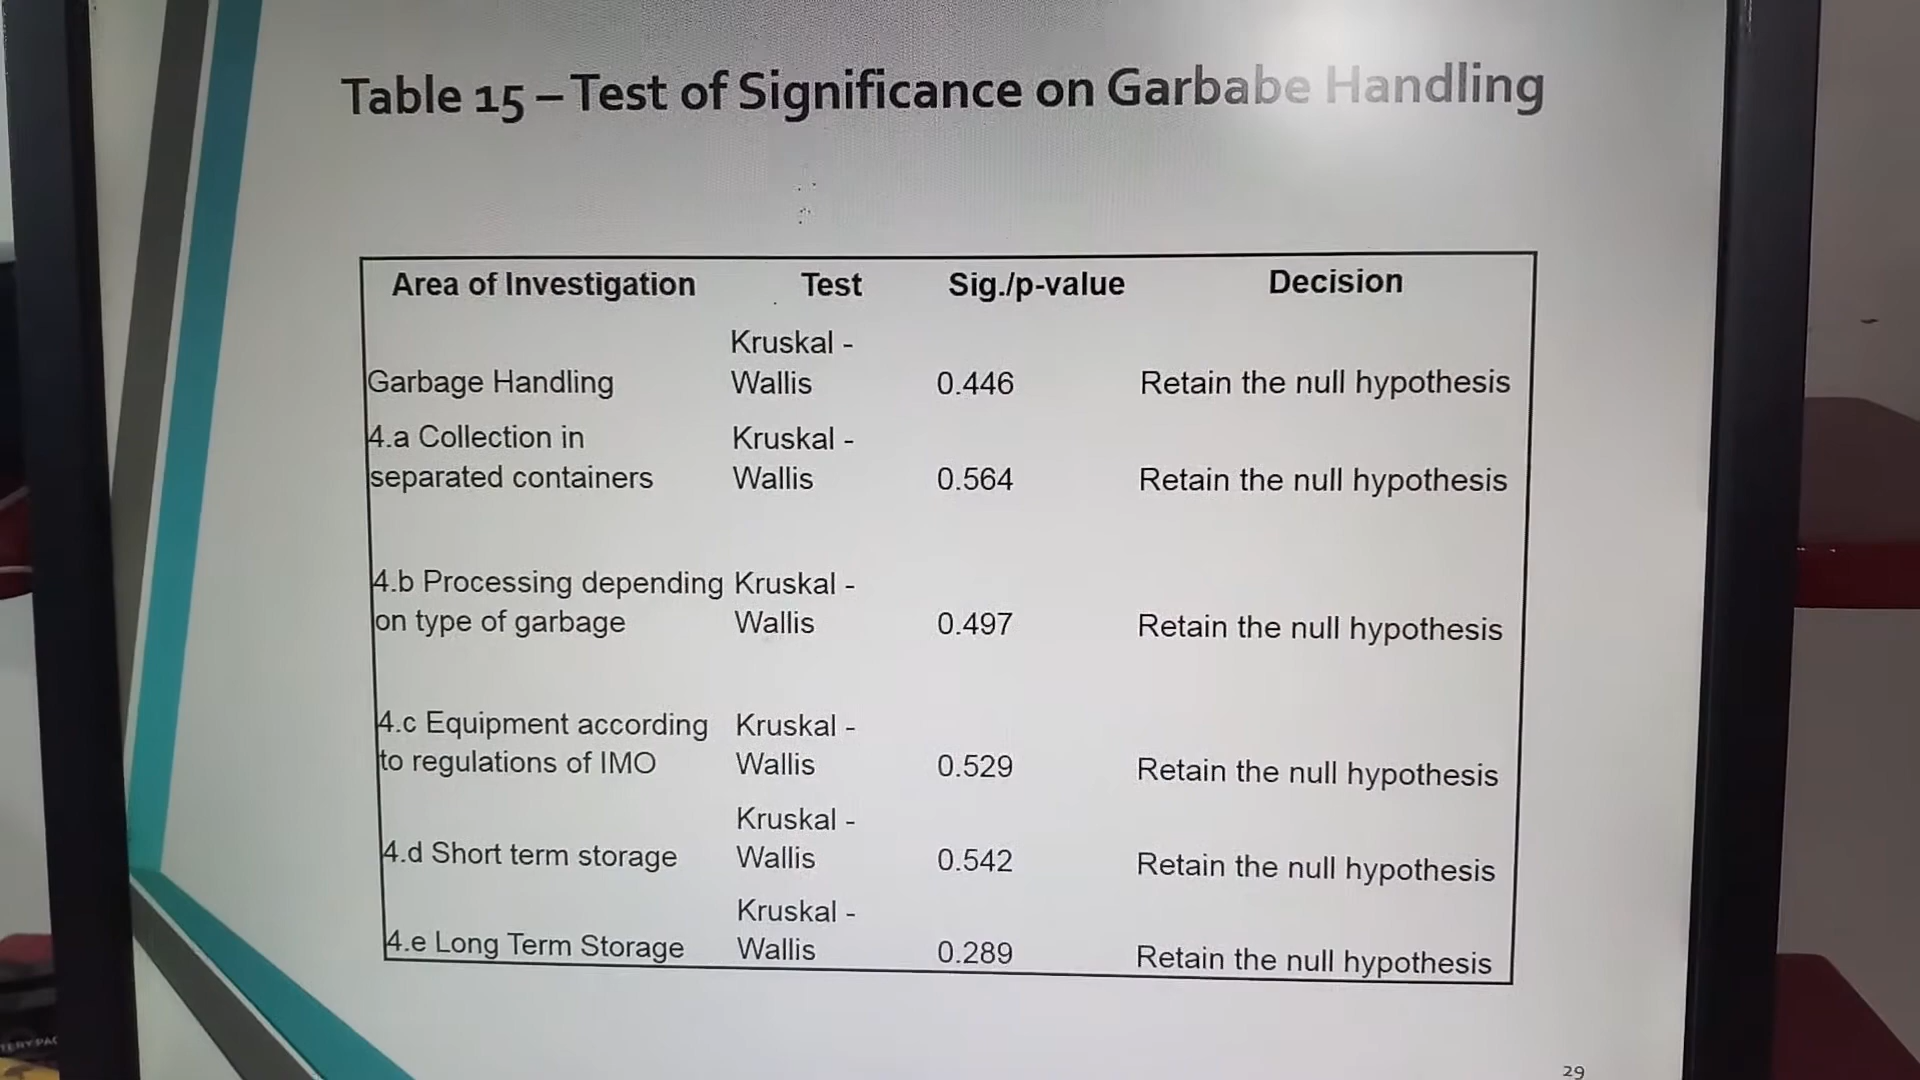 Table 15 – Test of Significance on Garbabe Handling
Area of Investigation Test Sig./p-value Decision
Kruskal -
Garbage Handling Wallis 0.446 Retain the null hypothesis
4.a Collection in Kruskal -
separated containers Wallis 0.564 Retain the null hypothesis
4.b Processing depending Kruskal -
on type of garbage Wallis 0.497 Retain the null hypothesis
4.c Equipment according Kruskal -
to regulations of IMO Wallis 0.529 Retain the null hypothesis
Kruskal -
4.d Short term storage Wallis 0.542 Retain the null hypothesis
Kruskal -
4.e Long Term Storage Wallis 0.289 Retain the null hypothesis
29